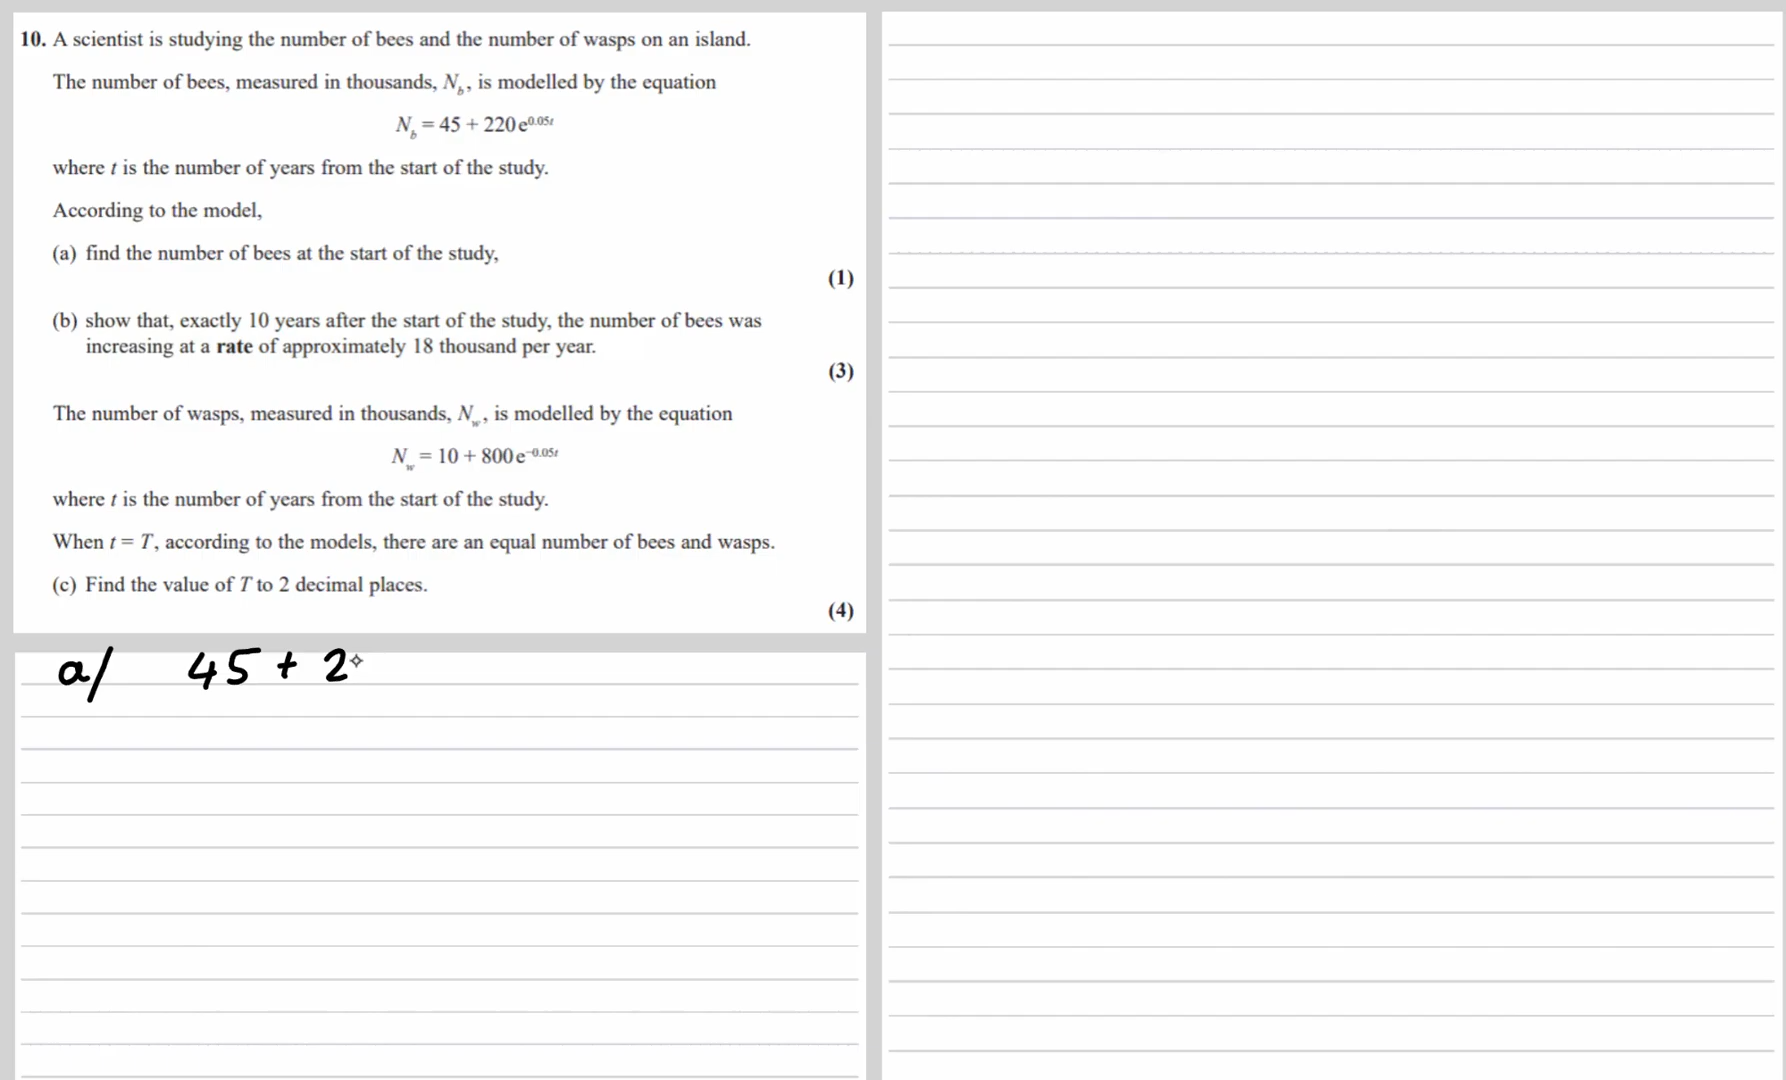 10. A scientist is studying the number of bees and the number of wasps on an island.
The number of bees, measured in thousands, N_b, is modelled by the equation
N_b = 45 + 220e^{0.05t}
where t is the number of years from the start of the study.
According to the model,
(a) find the number of bees at the start of the study,
(1)
(b) show that, exactly 10 years after the start of the study, the number of bees was
increasing at a rate of approximately 18 thousand per year.
(3)
The number of wasps, measured in thousands, N_w, is modelled by the equation
N_w = 10 + 800e^{−0.05t}
where t is the number of years from the start of the study.
When t = T, according to the models, there are an equal number of bees and wasps.
(c) Find the value of T to 2 decimal places.
(4)
a/ 45 + 2